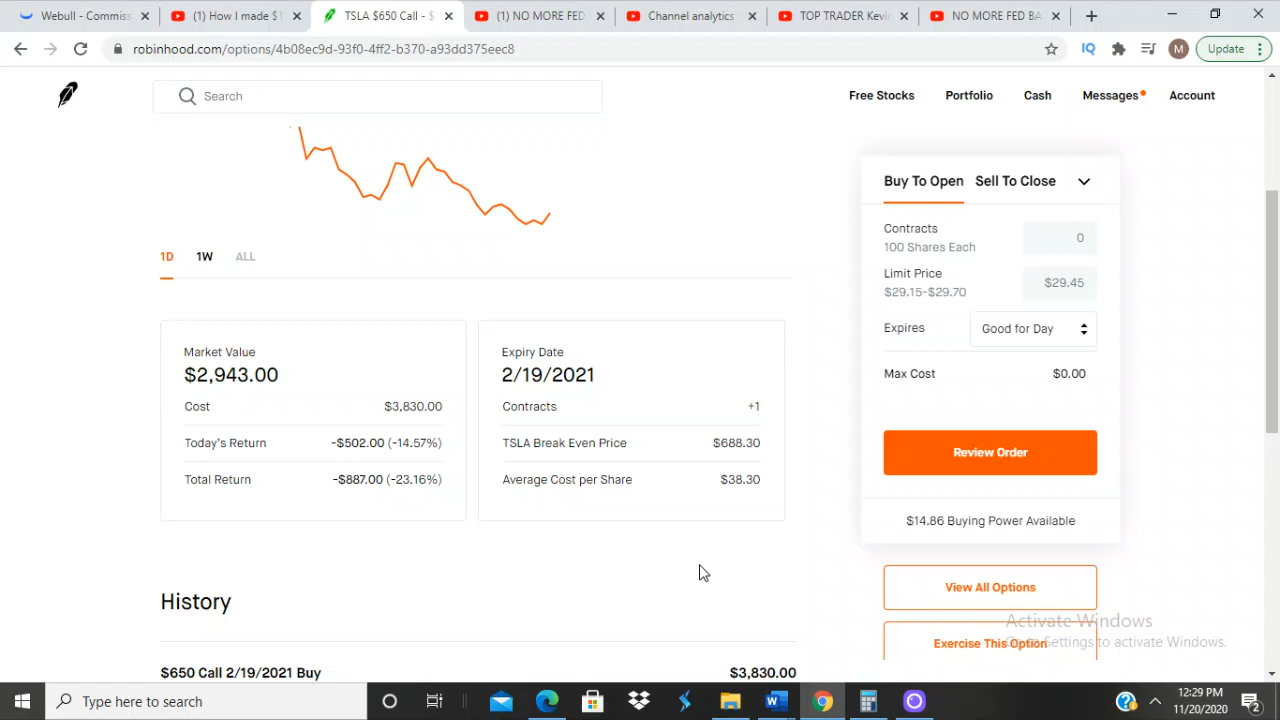 Webull - Commiss
(1) How I made $1
TSLA $650 Call - $
(1) NO MORE FED
Channel analytics
TOP TRADER Kevin
NO MORE FED BA
robinhood.com/options/4b08ec9d-93f0-4ff2-b370-a93dd375eec8
IQ
M
Update
Search
Free Stocks
Portfolio
Cash
Messages
Account
1D
1W
ALL
Market Value
$2,943.00
Cost
$3,830.00
Today's Return
-$502.00 (-14.57%)
Total Return
-$887.00 (-23.16%)
Expiry Date
2/19/2021
Contracts
+1
TSLA Break Even Price
$688.30
Average Cost per Share
$38.30
History
$650 Call 2/19/2021 Buy
$3,830.00
Buy To Open
Sell To Close
Contracts
100 Shares Each
0
Limit Price
$29.15-$29.70
$29.45
Expires
Good for Day
Max Cost
$0.00
Review Order
$14.86 Buying Power Available
View All Options
Exercise This Option
Activate Windows
Go to Settings to activate Windows.
Type here to search
12:29 PM
11/20/2020
2